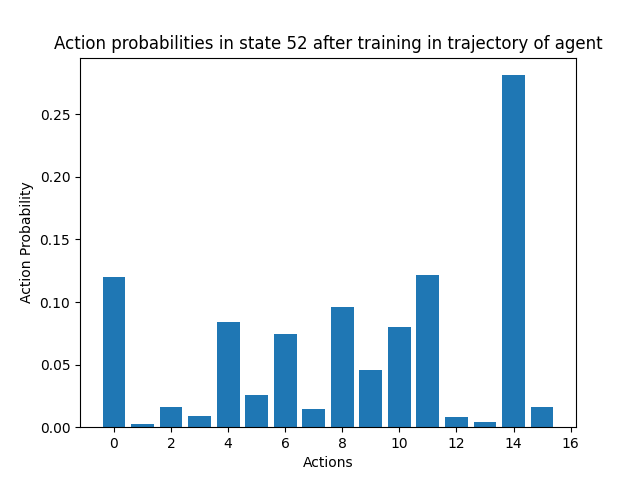 Action probabilities in state 52 after training in trajectory of agent
Action Probability
0.25
0.20
0.15
0.10
0.05
0.00
0 2 4 6 8 10 12 14 16
Actions